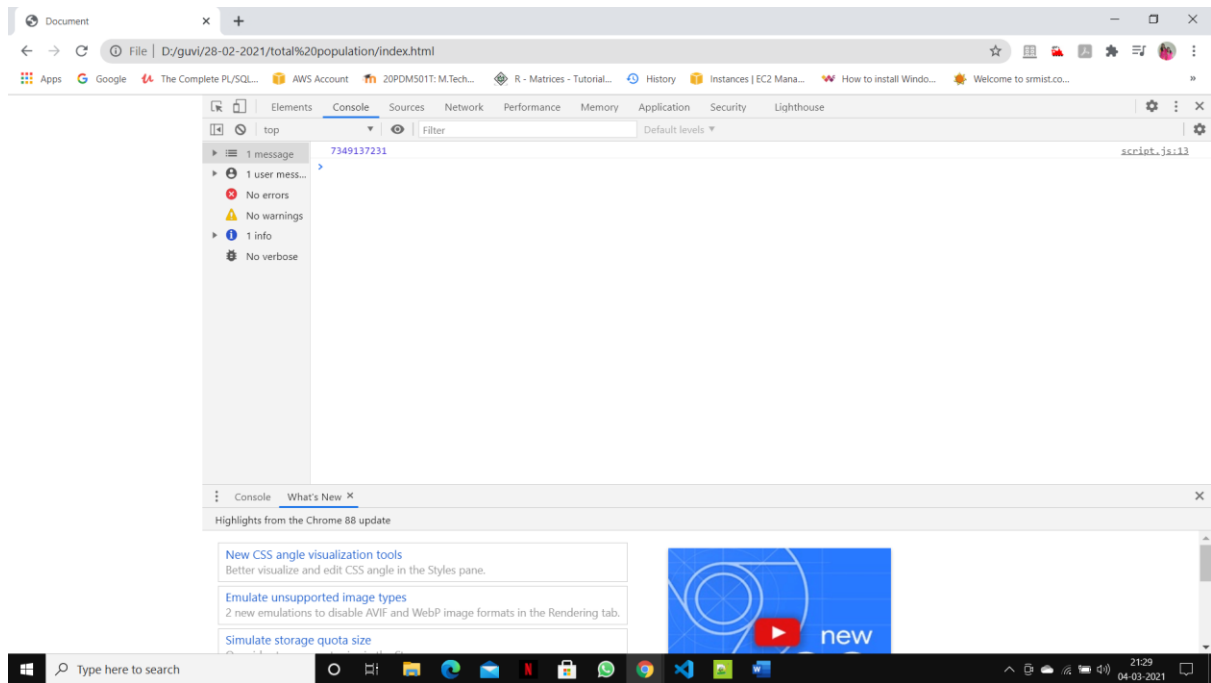 Document
File | D:/guvi/28-02-2021/total%20population/index.html
Apps Google The Complete PL/SQL... AWS Account 20PDM501T: M.Tech... R - Matrices - Tutorial... History Instances | EC2 Mana... How to install Windo... Welcome to srmist.co... »
Elements Console Sources Network Performance Memory Application Security Lighthouse
top Filter Default levels ▼
1 message 7349137231 script.js:13
1 user mess...
No errors
No warnings
1 info
No verbose
Console What's New
Highlights from the Chrome 88 update
New CSS angle visualization tools
Better visualize and edit CSS angle in the Styles pane.
Emulate unsupported image types
2 new emulations to disable AVIF and WebP image formats in the Rendering tab.
Simulate storage quota size
new
Type here to search
21:29
04-03-2021